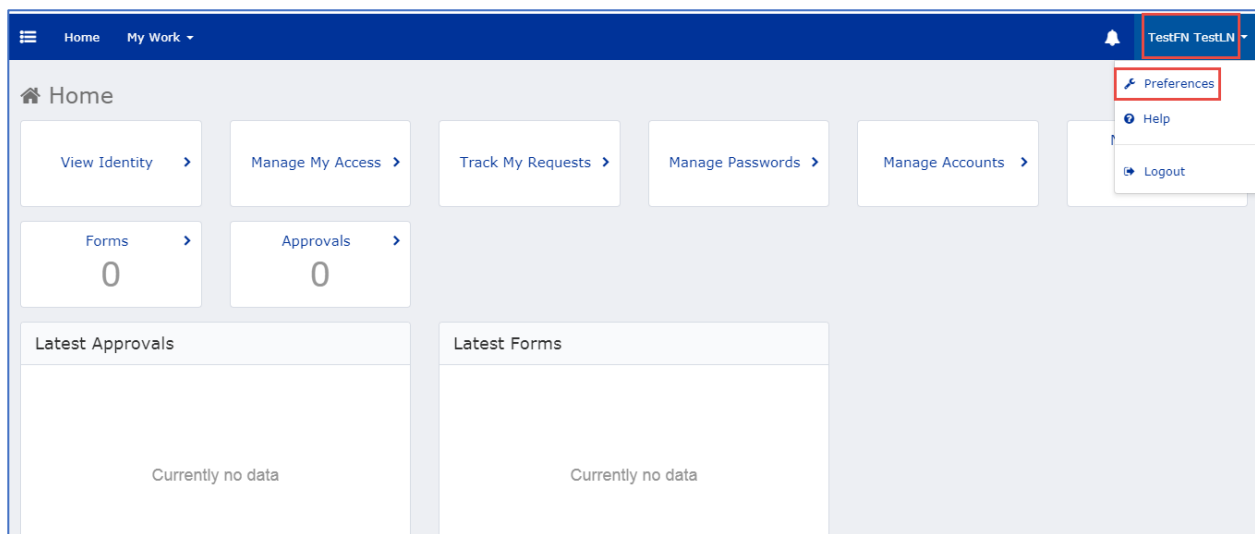 Home My Work TestFN TestLN
Preferences
Help
Logout
Home
View Identity
Manage My Access
Track My Requests
Manage Passwords
Manage Accounts
Forms
0
Approvals
0
Latest Approvals
Currently no data
Latest Forms
Currently no data